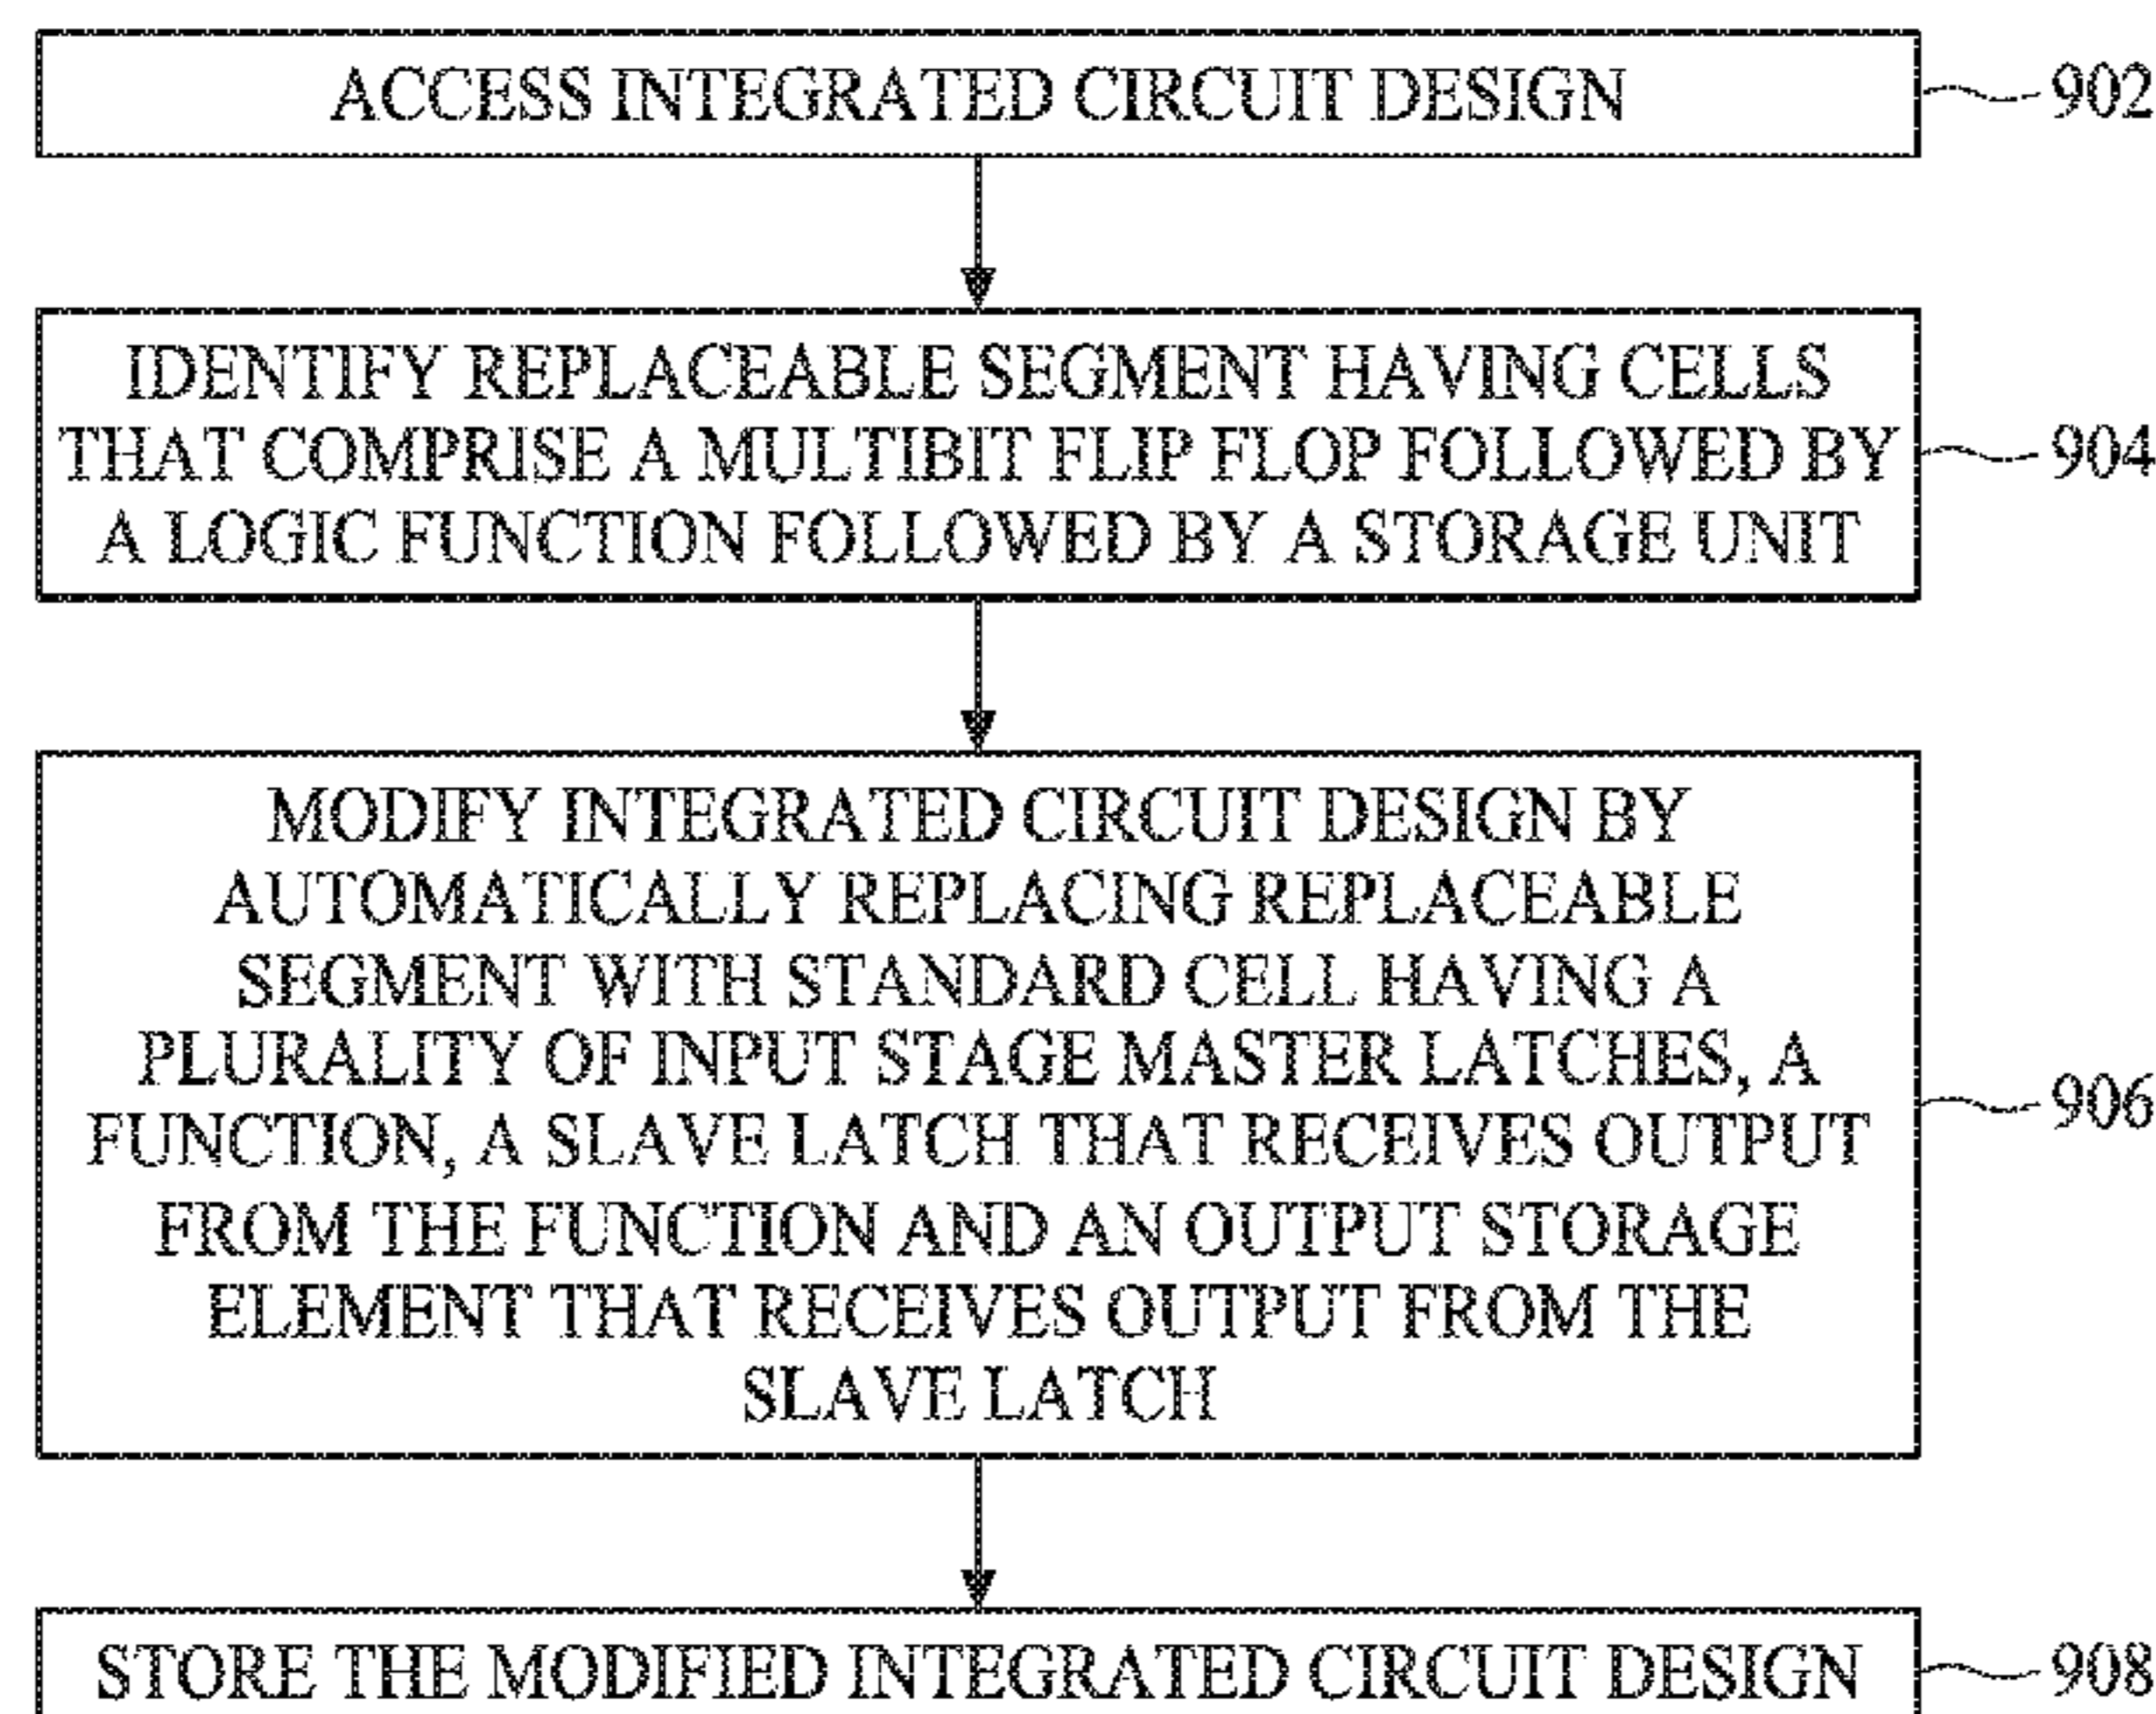 ACCESS INTEGRATED CIRCUIT DESIGN
902
IDENTIFY REPLACEABLE SEGMENT HAVING CELLS
THAT COMPRISE A MULTIBIT FLIP FLOP FOLLOWED BY
A LOGIC FUNCTION FOLLOWED BY A STORAGE UNIT
904
MODIFY INTEGRATED CIRCUIT DESIGN BY
AUTOMATICALLY REPLACING REPLACEABLE
SEGMENT WITH STANDARD CELL HAVING A
PLURALITY OF INPUT STAGE MASTER LATCHES, A
FUNCTION, A SLAVE LATCH THAT RECEIVES OUTPUT
FROM THE FUNCTION AND AN OUTPUT STORAGE
ELEMENT THAT RECEIVES OUTPUT FROM THE
SLAVE LATCH
906
STORE THE MODIFIED INTEGRATED CIRCUIT DESIGN
908